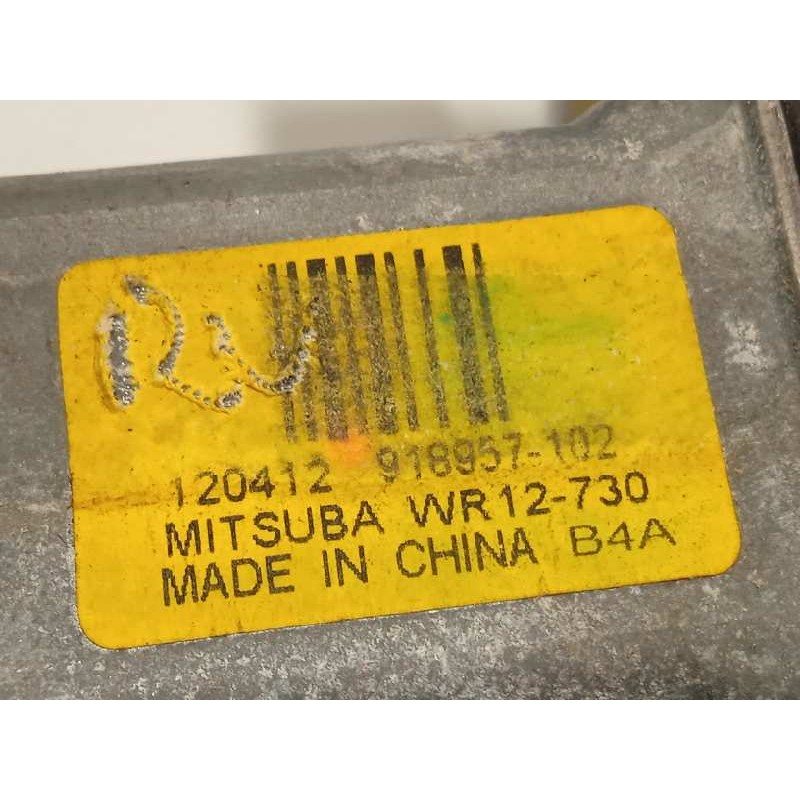 120412 918957-102
MITSUBA WR12-730
MADE IN CHINA B4A